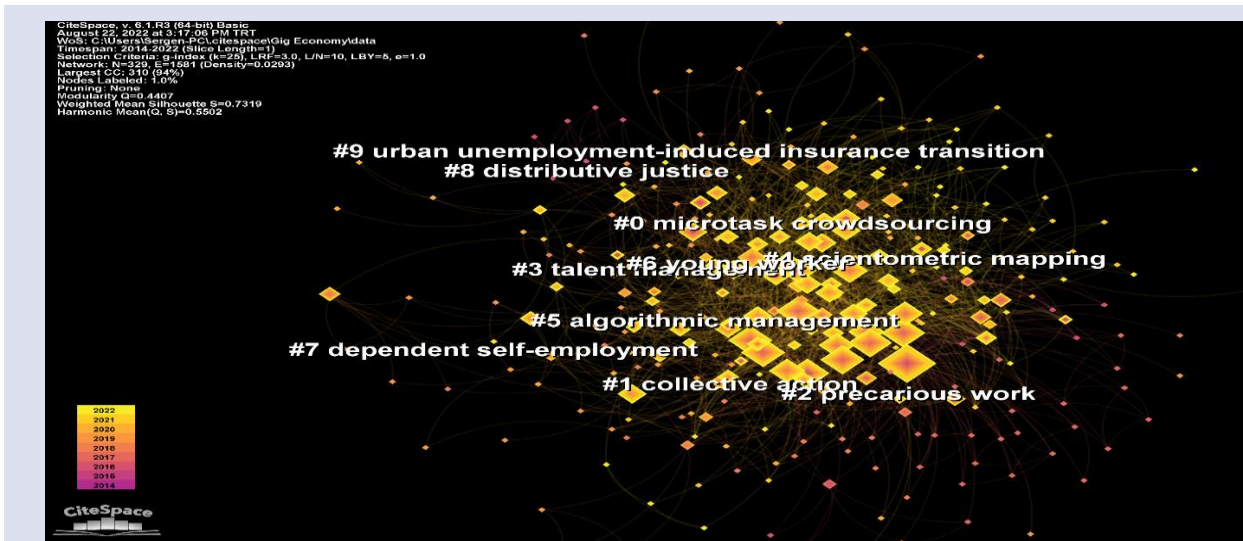 CiteSpace, v. 6.1.R3 (64-bit) Basic
August 22, 2022 at 3:17:06 PM TRT
WoS: C:\Users\Sergen-PC\.citespace\Gig Economy\data
Timespan: 2014-2022 (Slice Length=1)
Selection Criteria: g-index (k=25), LRF=3.0, L/N=10, LBY=5, e=1.0
Network: N=329, E=1581 (Density=0.0293)
Largest CC: 310 (94%)
Nodes Labeled: 1.0%
Pruning: None
Modularity Q=0.4407
Weighted Mean Silhouette S=0.7319
Harmonic Mean(Q, S)=0.5502
#9 urban unemployment-induced insurance transition
#8 distributive justice
#0 microtask crowdsourcing
#4 scientometric mapping
#6 young worker
#3 talent management
#5 algorithmic management
#7 dependent self-employment
#1 collective action
#2 precarious work
2022
2021
2020
2019
2018
2017
2016
2015
2014
CiteSpace